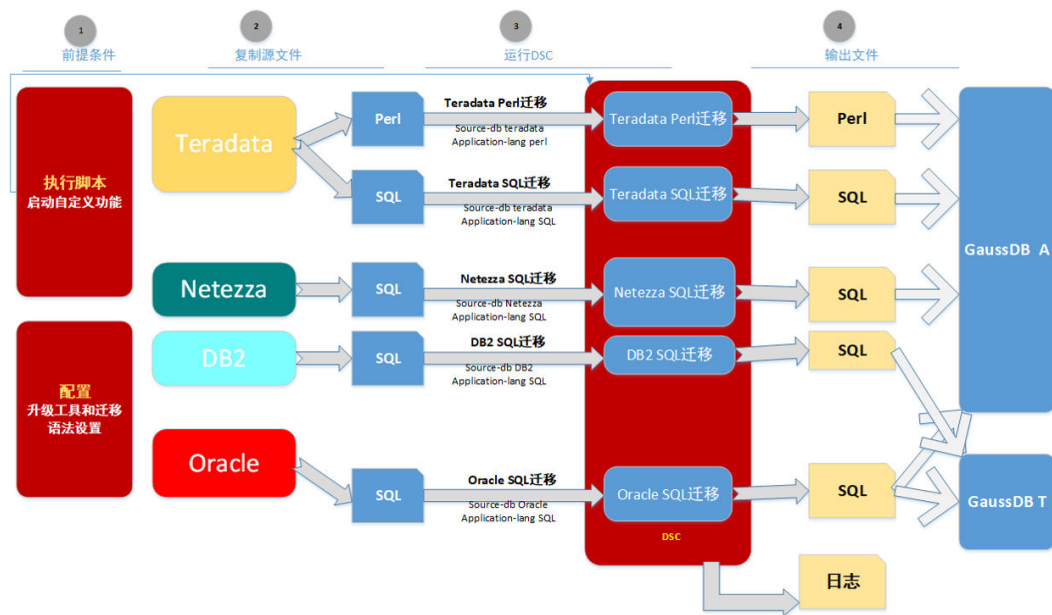 1
2
3
4
前提条件
复制源文件
运行DSC
输出文件
执行脚本
启动自定义功能
配置
升级工具和迁移
语法设置
Teradata
Netezza
DB2
Oracle
Perl
SQL
SQL
SQL
SQL
Teradata Perl迁移
Source-db teradata
Application-lang perl
Teradata SQL迁移
Source-db teradata
Application-lang SQL
Netezza SQL迁移
Source-db Netezza
Application-lang SQL
DB2 SQL迁移
Source-db DB2
Application-lang SQL
Oracle SQL迁移
Source-db Oracle
Application-lang SQL
Teradata Perl迁移
Teradata SQL迁移
Netezza SQL迁移
DB2 SQL迁移
Oracle SQL迁移
DSC
Perl
SQL
SQL
SQL
SQL
日志
GaussDB A
GaussDB T